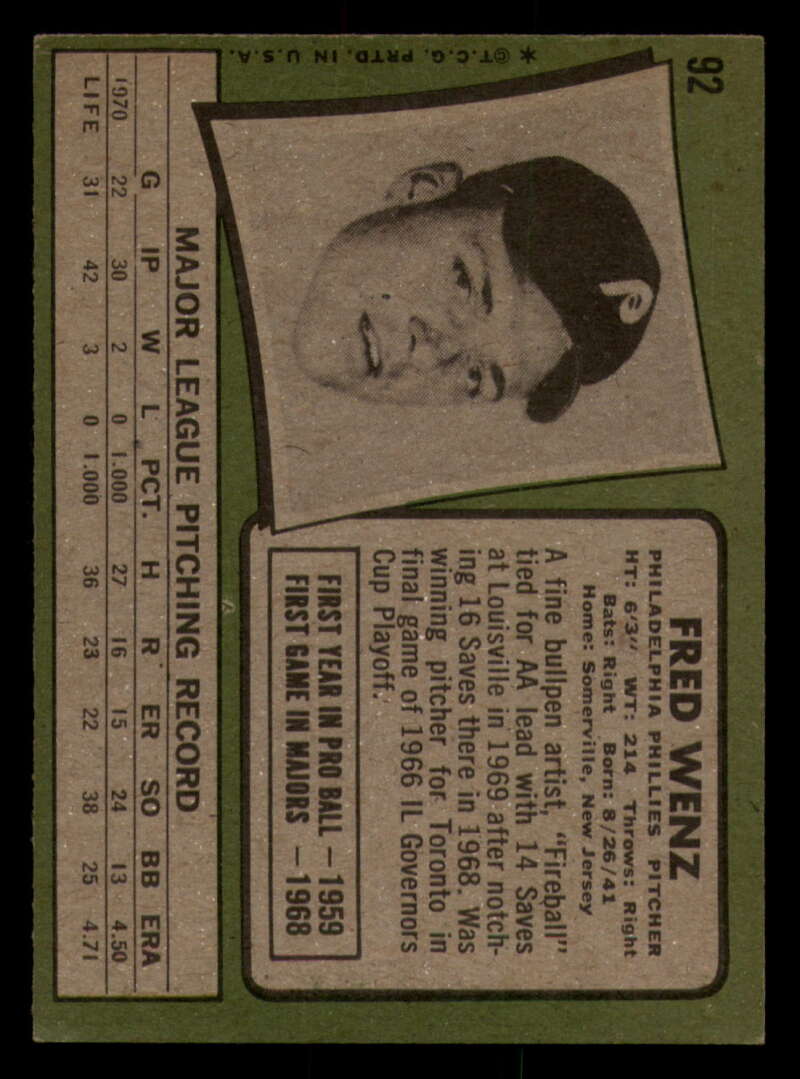 92
✶ ©T.C.G. PRTD. IN U.S.A.
P
FRED WENZ
PHILADELPHIA PHILLIES PITCHER
HT: 6'3" WT: 214 Throws: Right
Bats: Right Born: 8/26/41
Home: Somerville, New Jersey
A fine bullpen artist, "Fireball"
tied for AA lead with 14 Saves
at Louisville in 1969 after notch-
ing 16 Saves there in 1968. Was
winning pitcher for Toronto in
final game of 1966 IL Governors
Cup Playoff.
FIRST YEAR IN PRO BALL — 1959
FIRST GAME IN MAJORS — 1968
MAJOR LEAGUE PITCHING RECORD
G IP W L PCT. H R ER SO BB ERA
1970 22 30 2 0 1.000 27 16 15 24 13 4.50
LIFE 31 42 3 0 1.000 36 23 22 38 25 4.71